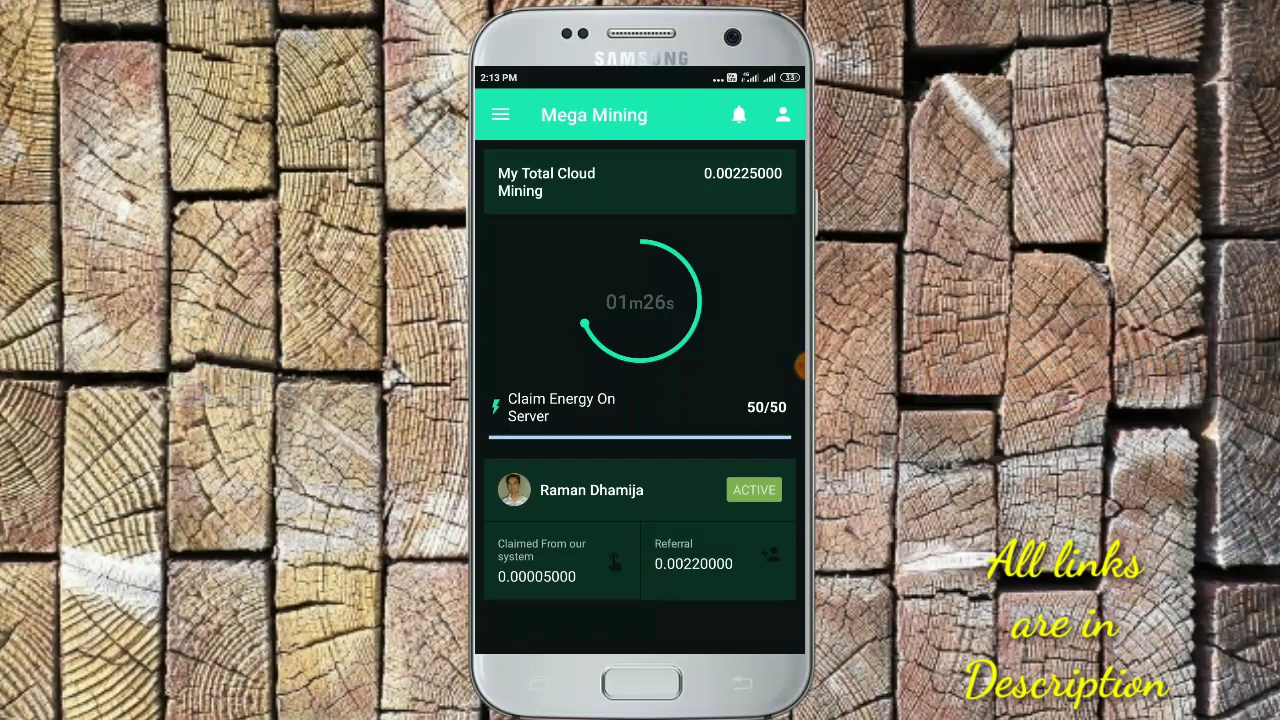 SAMSUNG
2:13 PM
33
Mega Mining
My Total Cloud
Mining
0.00225000
01m26s
Claim Energy On
Server
50/50
Raman Dhamija
ACTIVE
Claimed From our
system
0.00005000
Referral
0.00220000
All links
are in
Description